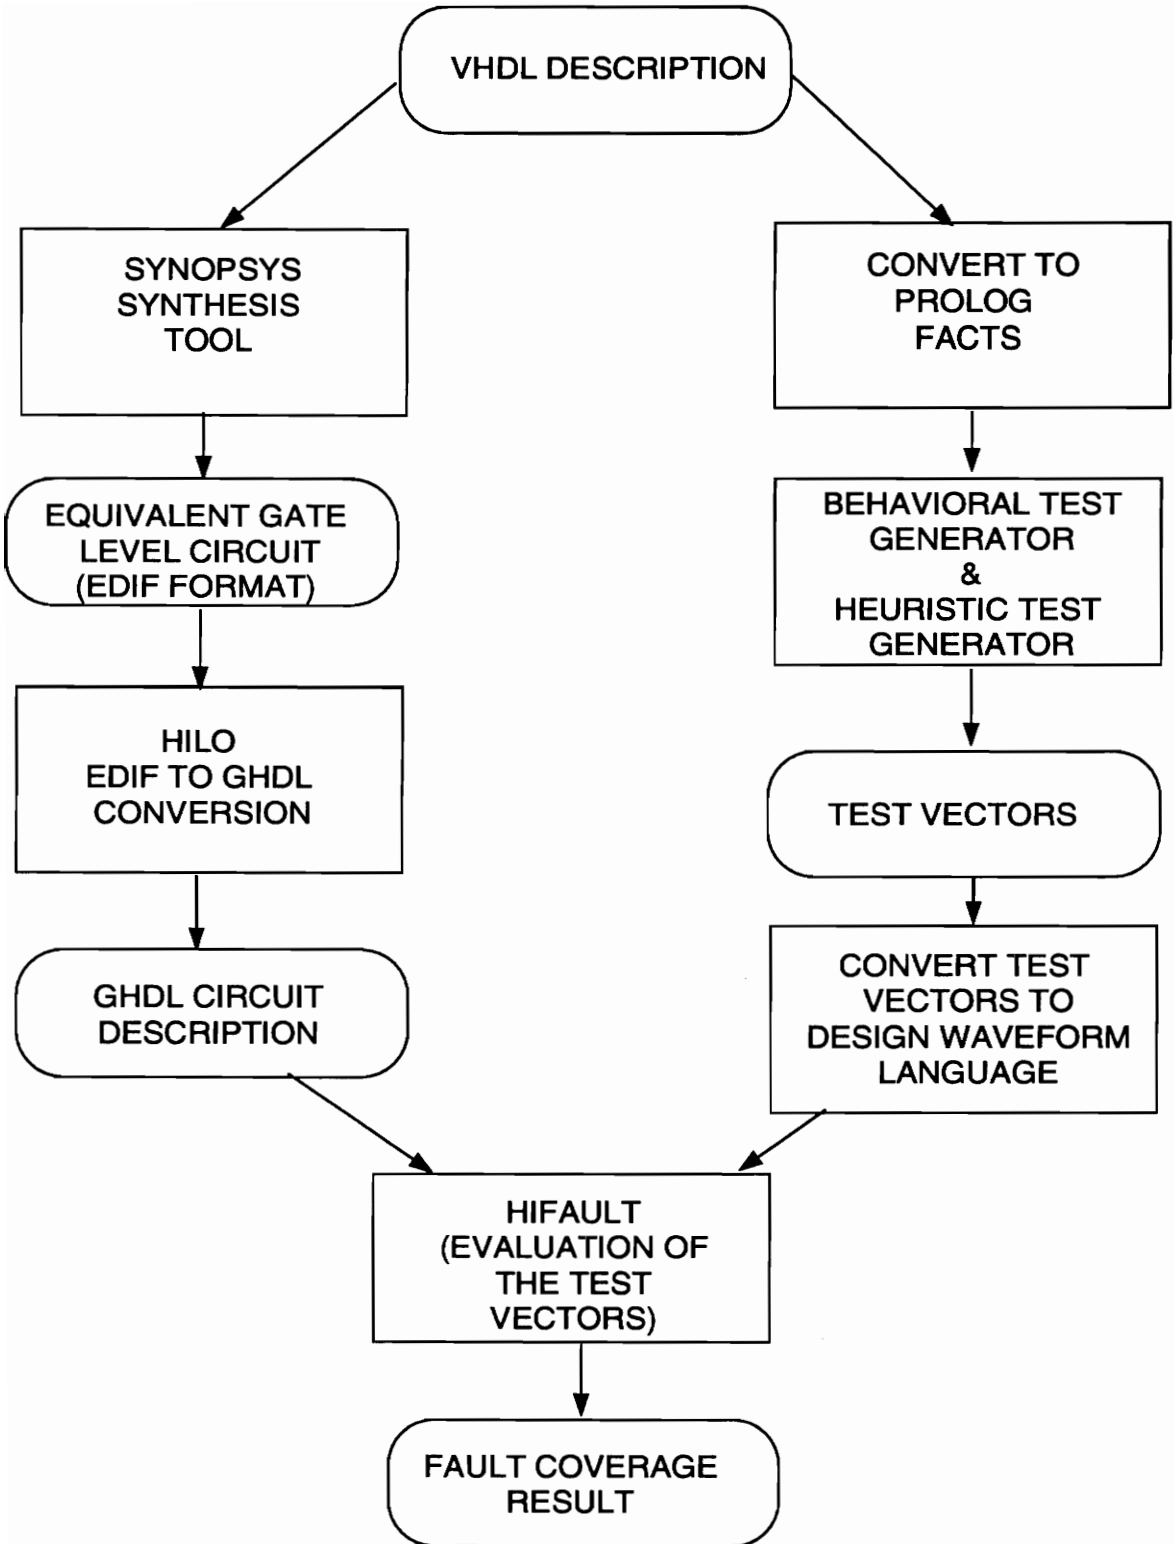 VHDL DESCRIPTION
SYNOPSYS
SYNTHESIS
TOOL
CONVERT TO
PROLOG
FACTS
EQUIVALENT GATE
LEVEL CIRCUIT
(EDIF FORMAT)
BEHAVIORAL TEST
GENERATOR
&
HEURISTIC TEST
GENERATOR
HILO
EDIF TO GHDL
CONVERSION
TEST VECTORS
GHDL CIRCUIT
DESCRIPTION
CONVERT TEST
VECTORS TO
DESIGN WAVEFORM
LANGUAGE
HIFAULT
(EVALUATION OF
THE TEST
VECTORS)
FAULT COVERAGE
RESULT